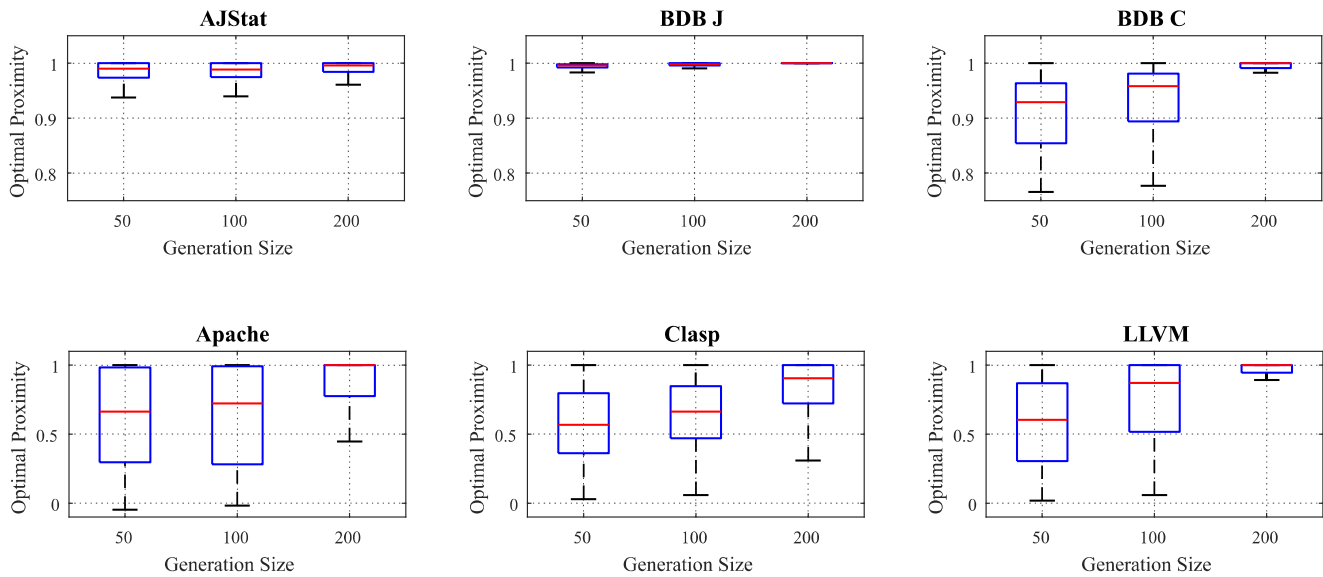 AJStat
BDB J
BDB C
Optimal Proximity
1
0.9
0.8
50
100
200
Generation Size
Optimal Proximity
1
0.9
0.8
50
100
200
Generation Size
Optimal Proximity
1
0.9
0.8
50
100
200
Generation Size
Apache
Clasp
LLVM
Optimal Proximity
1
0.5
0
50
100
200
Generation Size
Optimal Proximity
1
0.5
0
50
100
200
Generation Size
Optimal Proximity
1
0.5
0
50
100
200
Generation Size